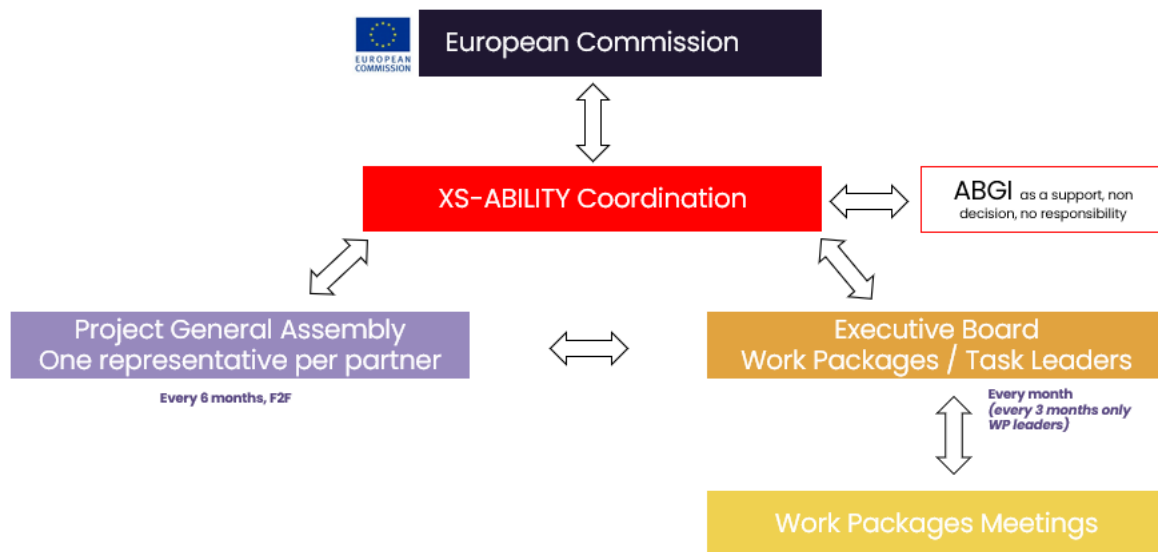 EUROPEAN
COMMISSION
European Commission
XS-ABILITY Coordination
ABGI as a support, non
decision, no responsibility
Project General Assembly
One representative per partner
Every 6 months, F2F
Executive Board
Work Packages / Task Leaders
Every month
(every 3 months only
WP leaders)
Work Packages Meetings